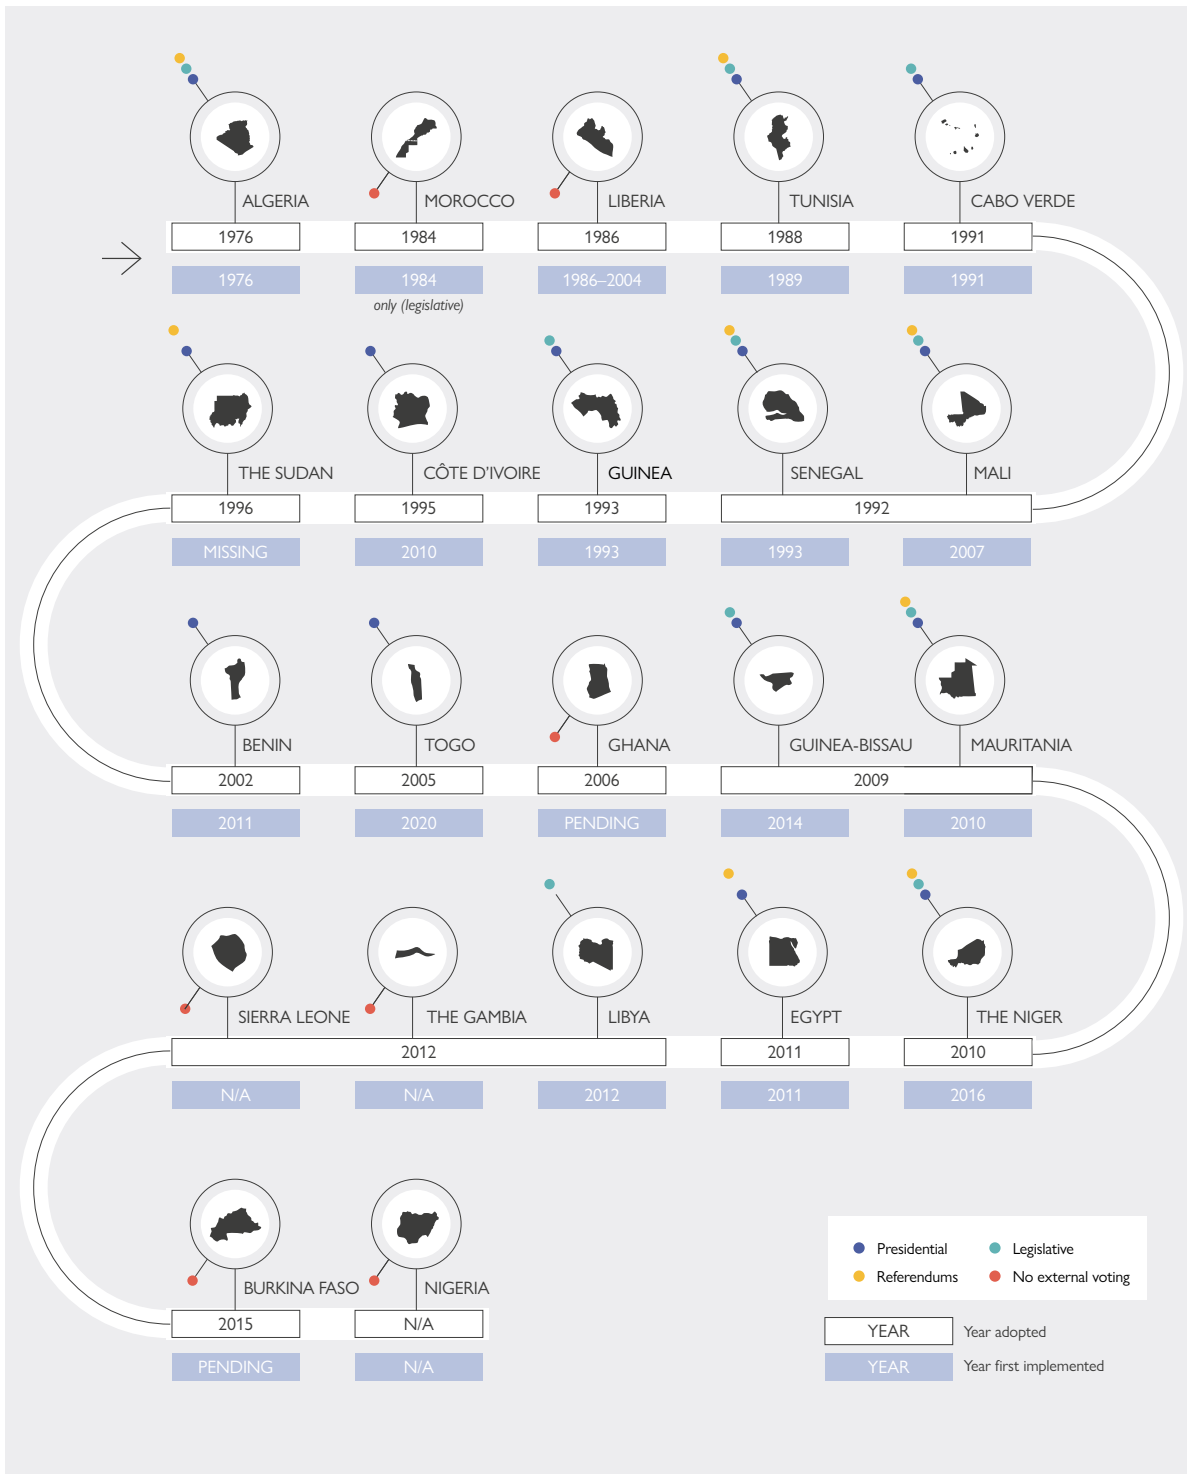 ALGERIA
MOROCCO
LIBERIA
TUNISIA
CABO VERDE
1976
1984
1986
1988
1991
1976
1984
1986–2004
1989
1991
only (legislative)
THE SUDAN
CÔTE D'IVOIRE
GUINEA
SENEGAL
MALI
1996
1995
1993
1992
MISSING
2010
1993
1993
2007
BENIN
TOGO
GHANA
GUINEA-BISSAU
MAURITANIA
2002
2005
2006
2009
2011
2020
PENDING
2014
2010
SIERRA LEONE
THE GAMBIA
LIBYA
EGYPT
THE NIGER
2012
2011
2010
N/A
N/A
2012
2011
2016
BURKINA FASO
NIGERIA
2015
N/A
PENDING
N/A
Presidential
Legislative
Referendums
No external voting
YEAR
Year adopted
YEAR
Year first implemented